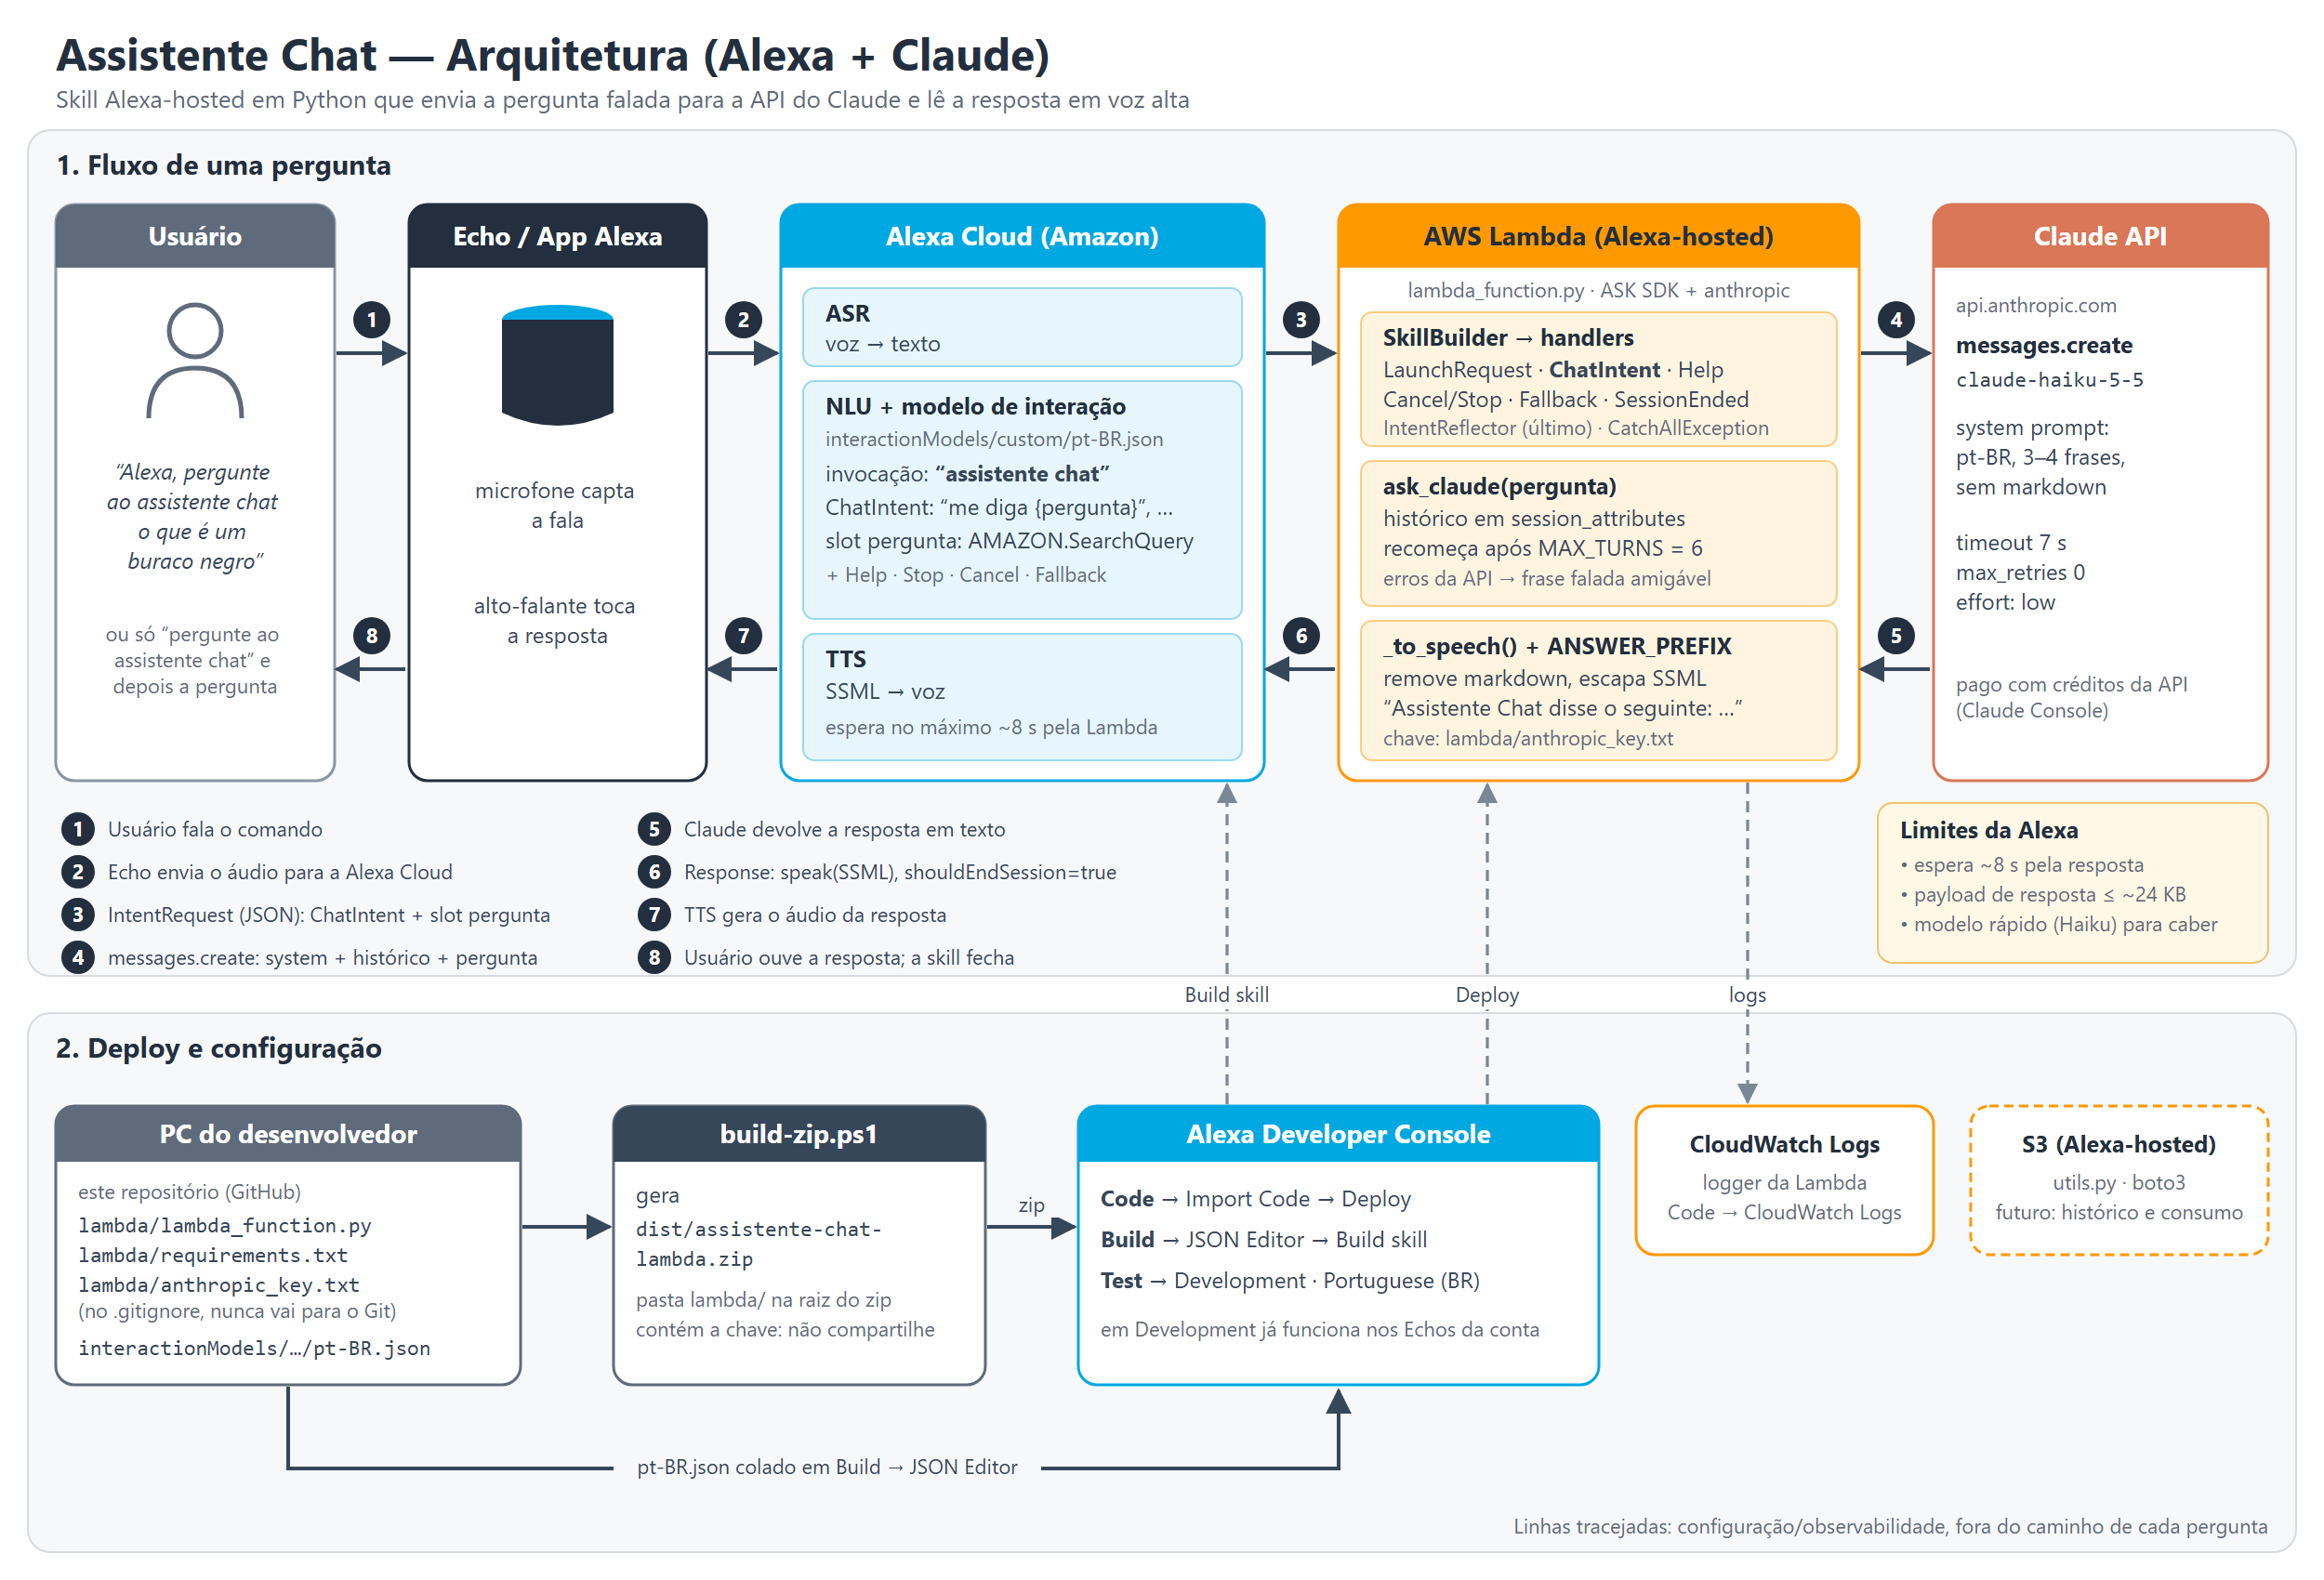 Assistente Chat — Arquitetura (Alexa + Claude)
Skill Alexa-hosted em Python que envia a pergunta falada para a API do Claude e lê a resposta em voz alta
1. Fluxo de uma pergunta
Usuário
“Alexa, pergunte
ao assistente chat
o que é um
buraco negro”
ou só “pergunte ao
assistente chat” e
depois a pergunta
1
8
Echo / App Alexa
microfone capta
a fala
alto-falante toca
a resposta
2
7
Alexa Cloud (Amazon)
ASR
voz → texto
NLU + modelo de interação
interactionModels/custom/pt-BR.json
invocação: “assistente chat”
ChatIntent: “me diga {pergunta}”, ...
slot pergunta: AMAZON.SearchQuery
+ Help · Stop · Cancel · Fallback
TTS
SSML → voz
espera no máximo ~8 s pela Lambda
3
6
AWS Lambda (Alexa-hosted)
lambda_function.py · ASK SDK + anthropic
SkillBuilder → handlers
LaunchRequest · ChatIntent · Help
Cancel/Stop · Fallback · SessionEnded
IntentReflector (último) · CatchAllException
ask_claude(pergunta)
histórico em session_attributes
recomeça após MAX_TURNS = 6
erros da API → frase falada amigável
_to_speech() + ANSWER_PREFIX
remove markdown, escapa SSML
“Assistente Chat disse o seguinte: ...”
chave: lambda/anthropic_key.txt
4
5
Claude API
api.anthropic.com
messages.create
claude-haiku-5-5
system prompt:
pt-BR, 3–4 frases,
sem markdown
timeout 7 s
max_retries 0
effort: low
pago com créditos da API
(Claude Console)
1 Usuário fala o comando
2 Echo envia o áudio para a Alexa Cloud
3 IntentRequest (JSON): ChatIntent + slot pergunta
4 messages.create: system + histórico + pergunta
5 Claude devolve a resposta em texto
6 Response: speak(SSML), shouldEndSession=true
7 TTS gera o áudio da resposta
8 Usuário ouve a resposta; a skill fecha
Limites da Alexa
• espera ~8 s pela resposta
• payload de resposta ≤ ~24 KB
• modelo rápido (Haiku) para caber
Build skill
Deploy
logs
2. Deploy e configuração
PC do desenvolvedor
este repositório (GitHub)
lambda/lambda_function.py
lambda/requirements.txt
lambda/anthropic_key.txt
(no .gitignore, nunca vai para o Git)
interactionModels/…/pt-BR.json
build-zip.ps1
gera
dist/assistente-chat-
lambda.zip
pasta lambda/ na raiz do zip
contém a chave: não compartilhe
zip
Alexa Developer Console
Code → Import Code → Deploy
Build → JSON Editor → Build skill
Test → Development · Portuguese (BR)
em Development já funciona nos Echos da conta
CloudWatch Logs
logger da Lambda
Code → CloudWatch Logs
S3 (Alexa-hosted)
utils.py · boto3
futuro: histórico e consumo
pt-BR.json colado em Build → JSON Editor
Linhas tracejadas: configuração/observabilidade, fora do caminho de cada pergunta